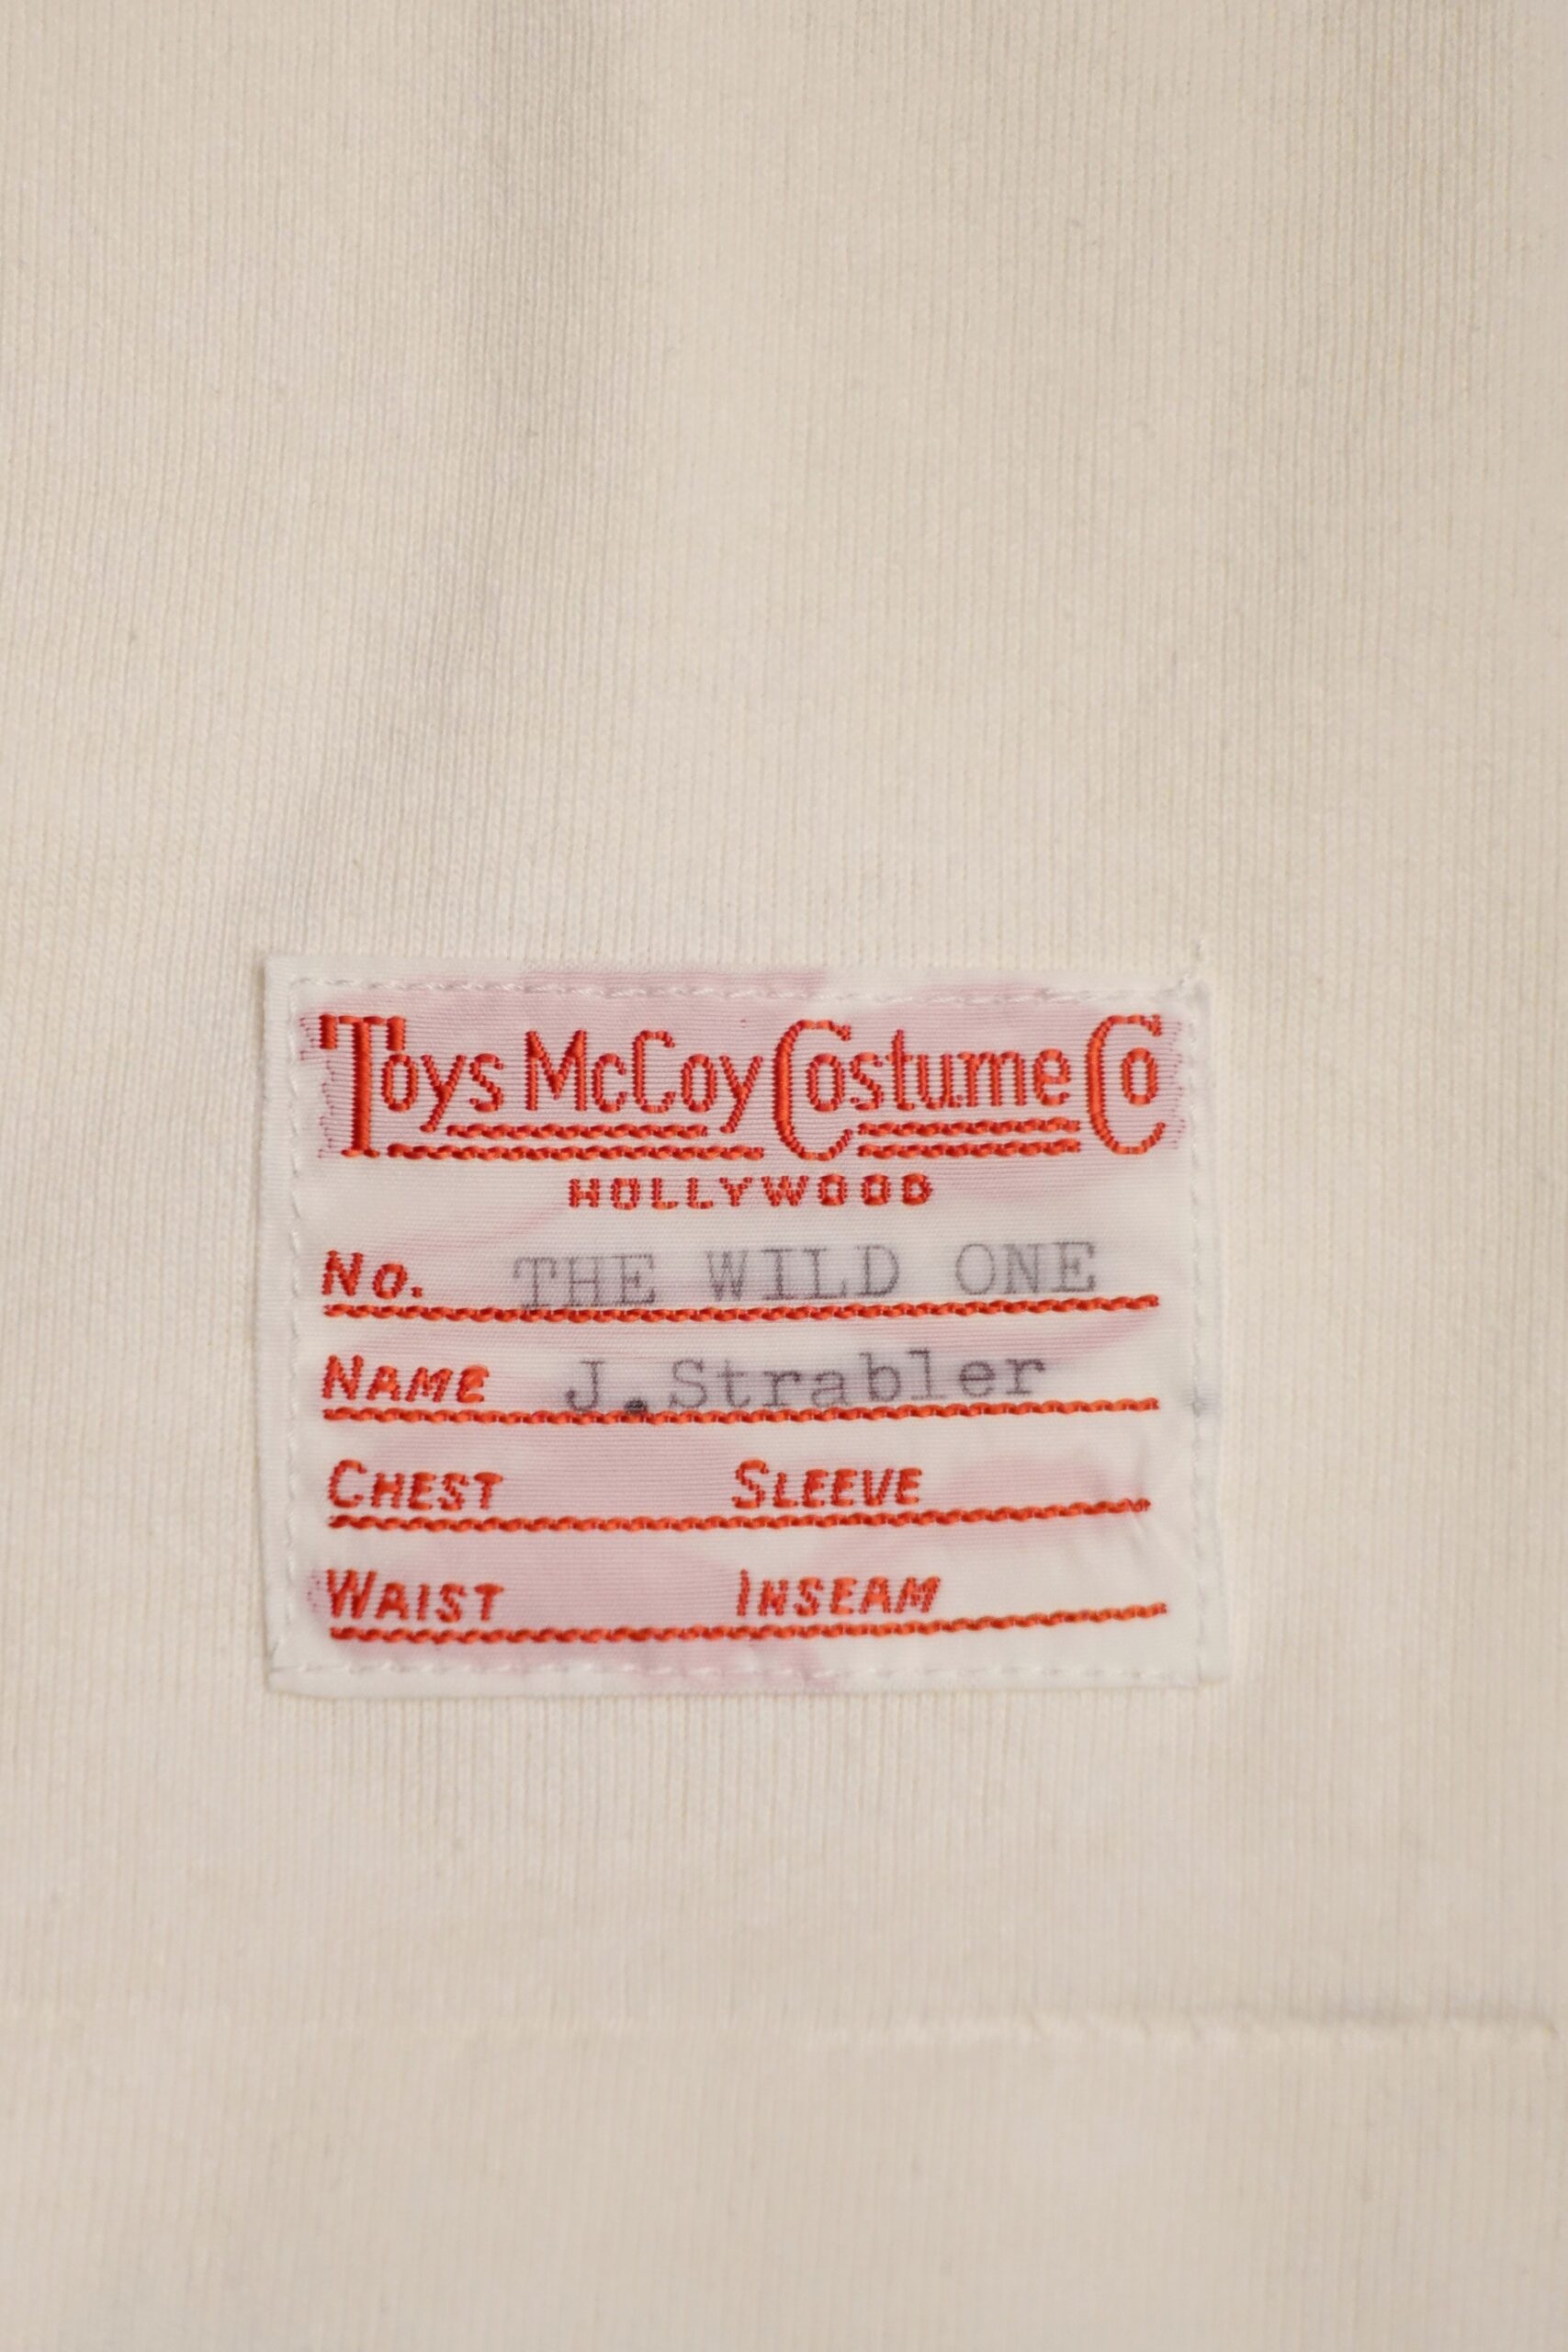 Toys McCoy Costume Co
HOLLYWOOD
No. THE WILD ONE
NAME J.Strabler
CHEST SLEEVE
WAIST INSEAM